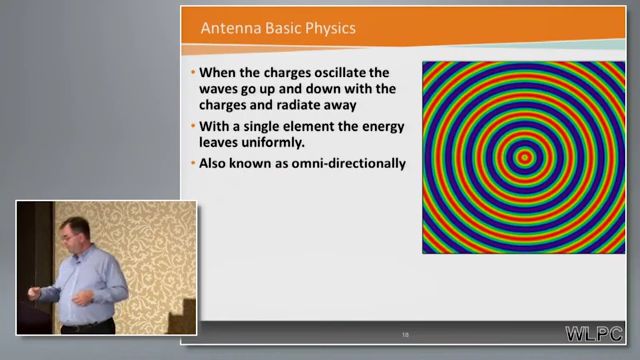 Antenna Basic Physics
• When the charges oscillate the
waves go up and down with the
charges and radiate away
• With a single element the energy
leaves uniformly.
• Also known as omni-directionally
18
WLPC